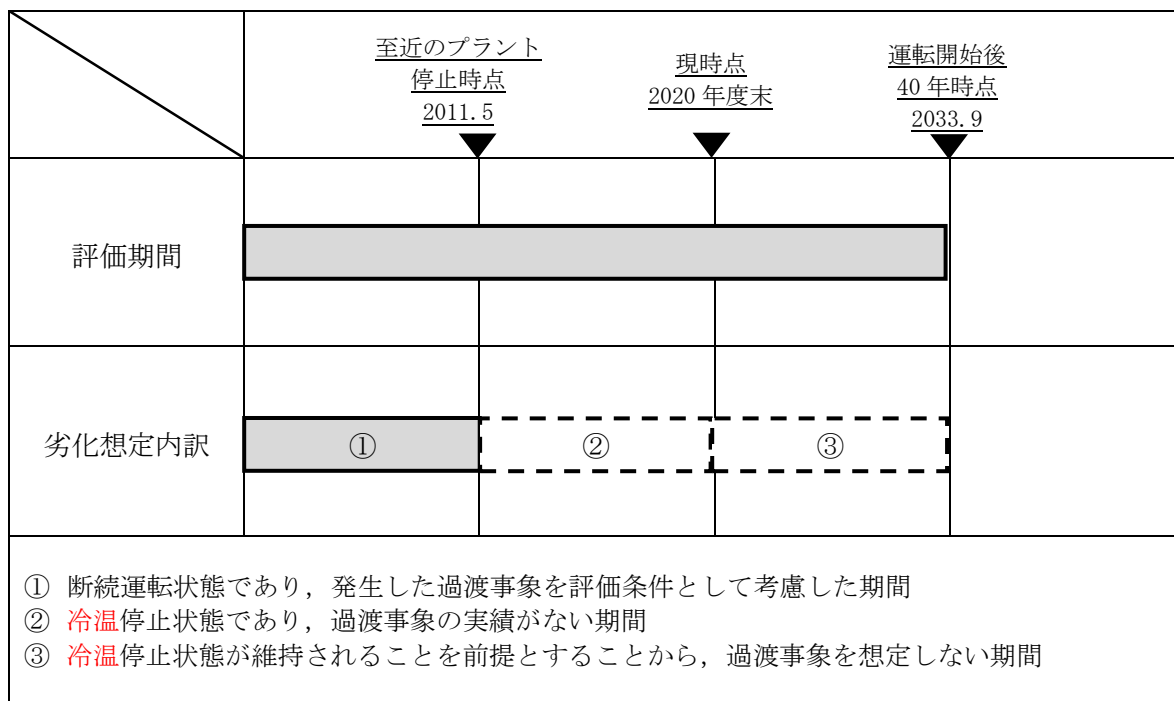 至近のプラント
停止時点
2011.5
現時点
2020 年度末
運転開始後
40 年時点
2033.9
評価期間
劣化想定内訳
①
②
③
① 断続運転状態であり，発生した過渡事象を評価条件として考慮した期間
② 冷温停止状態であり，過渡事象の実績がない期間
③ 冷温停止状態が維持されることを前提とすることから，過渡事象を想定しない期間